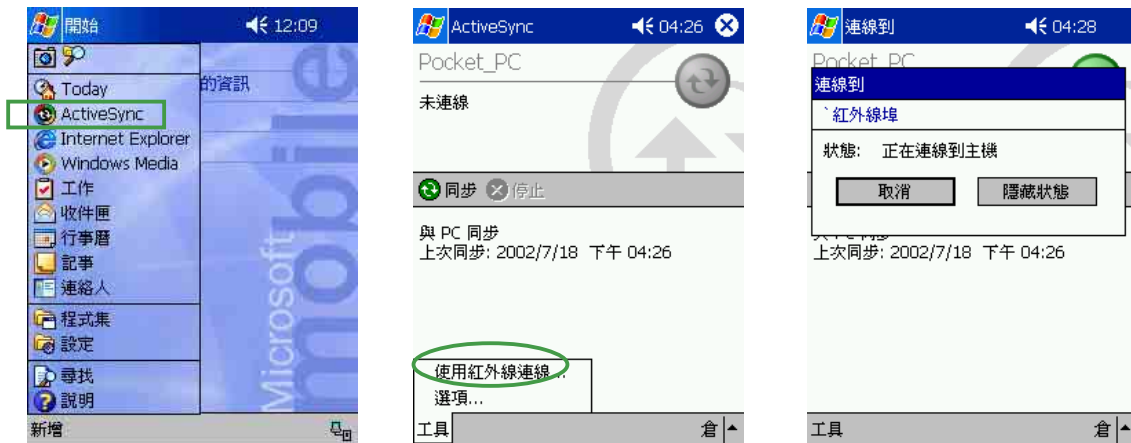 開始 12:09
Today
的資訊
ActiveSync
Internet Explorer
Windows Media
工作
收件匣
行事曆
記事
連絡人
程式集
設定
尋找
說明
新增
Microsoft
mobile
ActiveSync 04:26
Pocket_PC
未連線
同步 停止
與 PC 同步
上次同步: 2002/7/18 下午 04:26
使用紅外線連線...
選項...
工具 倉
連線到 04:28
Pocket_PC
連線到
`紅外線埠
狀態: 正在連線到主機
取消 隱藏狀態
與 PC 同步
上次同步: 2002/7/18 下午 04:26
工具 倉